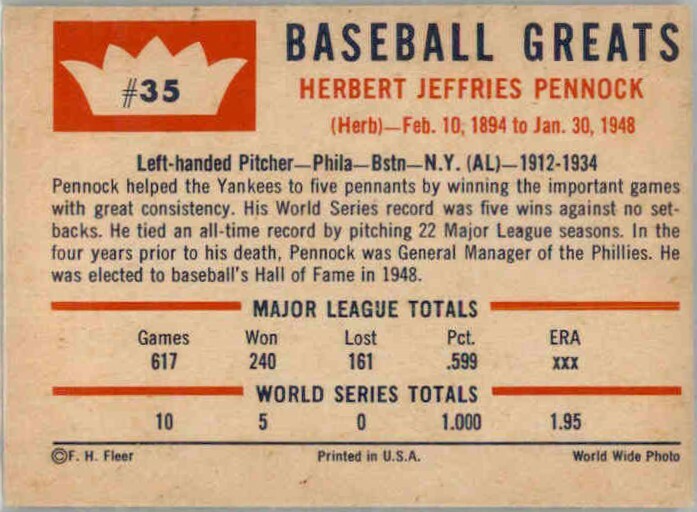 #35
BASEBALL GREATS
HERBERT JEFFRIES PENNOCK
(Herb)—Feb. 10, 1894 to Jan. 30, 1948
Left-handed Pitcher—Phila—Bstn—N.Y. (AL)—1912-1934
Pennock helped the Yankees to five pennants by winning the important games
with great consistency. His World Series record was five wins against no set-
backs. He tied an all-time record by pitching 22 Major League seasons. In the
four years prior to his death, Pennock was General Manager of the Phillies. He
was elected to baseball's Hall of Fame in 1948.
MAJOR LEAGUE TOTALS
Games Won Lost Pct. ERA
617 240 161 .599 xxx
WORLD SERIES TOTALS
10 5 0 1.000 1.95
©F. H. Fleer Printed in U.S.A. World Wide Photo